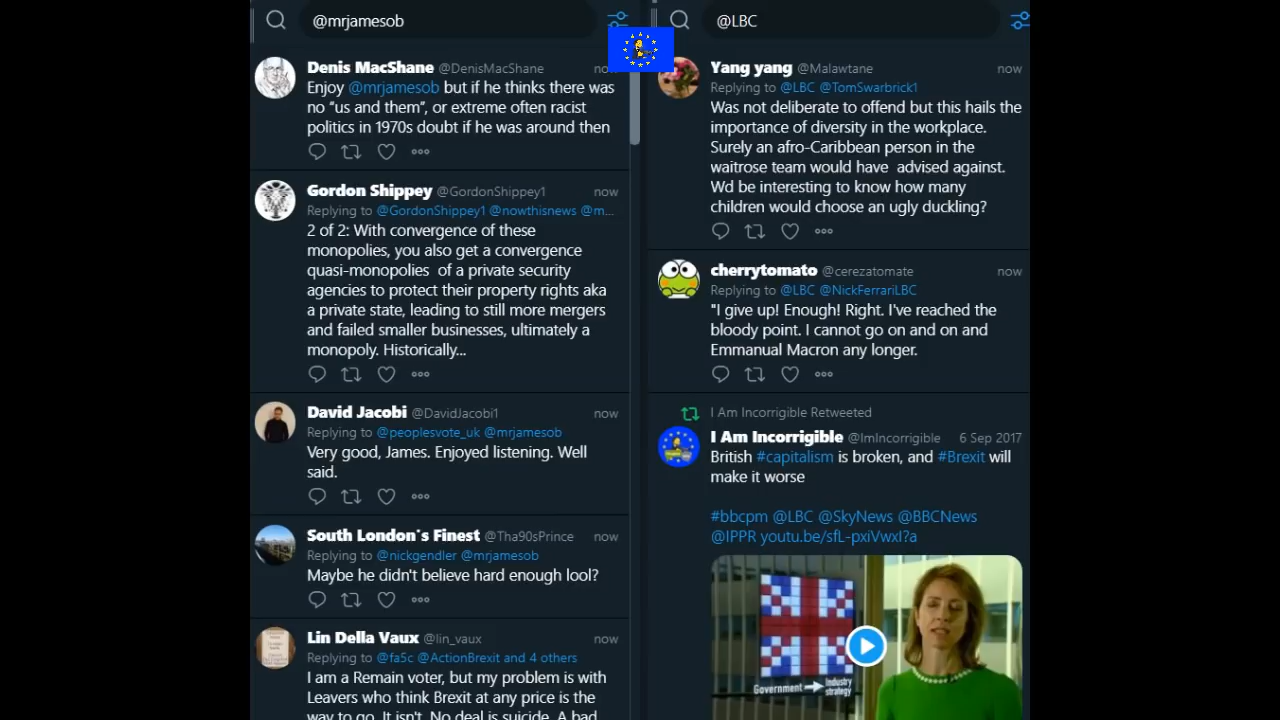 @mrjamesob
Denis MacShane @DenisMacShane now
Enjoy @mrjamesob but if he thinks there was
no "us and them", or extreme often racist
politics in 1970s doubt if he was around then
Gordon Shippey @GordonShippey1 now
Replying to @GordonShippey1 @nowthisnews @m...
2 of 2: With convergence of these
monopolies, you also get a convergence
quasi-monopolies of a private security
agencies to protect their property rights aka
a private state, leading to still more mergers
and failed smaller businesses, ultimately a
monopoly. Historically...
David Jacobi @DavidJacobi1 now
Replying to @peoplesvote_uk @mrjamesob
Very good, James. Enjoyed listening. Well
said.
South London's Finest @Tha90sPrince now
Replying to @nickgendler @mrjamesob
Maybe he didn't believe hard enough lool?
Lin Della Vaux @lin_vaux now
Replying to @fa5c @ActionBrexit and 4 others
I am a Remain voter, but my problem is with
Leavers who think Brexit at any price is the
way to go. It isn't. No deal is suicide. A bad
@LBC
Yang yang @Malawtane now
Replying to @LBC @TomSwarbrick1
Was not deliberate to offend but this hails the
importance of diversity in the workplace.
Surely an afro-Caribbean person in the
waitrose team would have advised against.
Wd be interesting to know how many
children would choose an ugly duckling?
cherrytomato @cerezatomate now
Replying to @LBC @NickFerrariLBC
"I give up! Enough! Right. I've reached the
bloody point. I cannot go on and on and
Emmanual Macron any longer.
I Am Incorrigible Retweeted
I Am Incorrigible @ImIncorrigible 6 Sep 2017
British #capitalism is broken, and #Brexit will
make it worse
#bbcpm @LBC @SkyNews @BBCNews
@IPPR youtu.be/sfL-pxiVwxI?a
Government → Industry
strategy